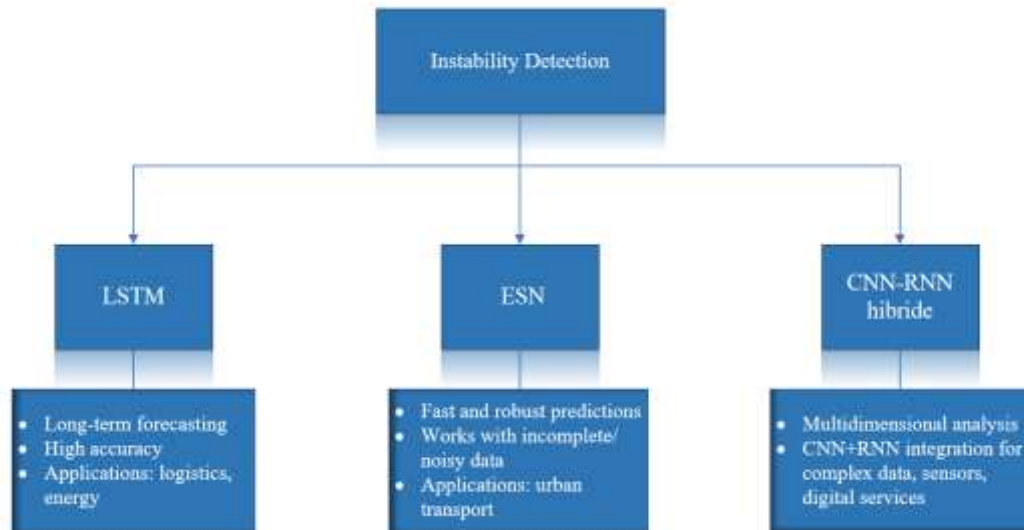 Instability Detection
LSTM
ESN
CNN-RNN
hibride
• Long-term forecasting
• High accuracy
• Applications: logistics,
energy
• Fast and robust predictions
• Works with incomplete/
noisy data
• Applications: urban
transport
• Multidimensional analysis
• CNN+RNN integration for
complex data, sensors,
digital services